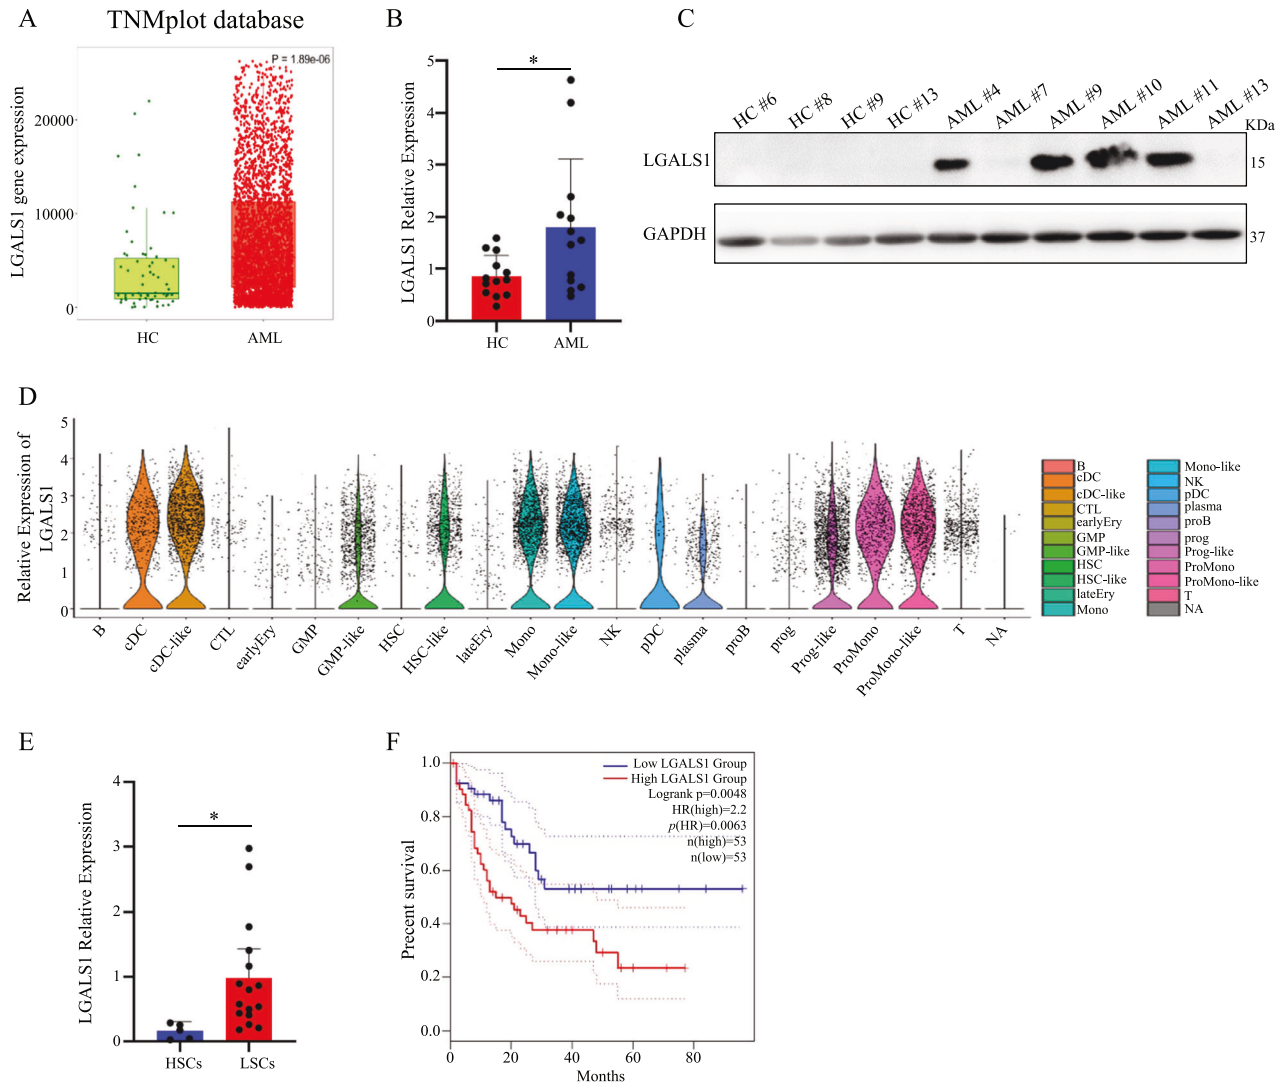 A
TNMplot database
P = 1.89e-06
LGALS1 gene expression
20000
10000
0
HC
AML
B
*
LGALS1 Relative Expression
5
4
3
2
1
0
HC
AML
C
HC #6
HC #8
HC #9
HC #13
AML #4
AML #7
AML #9
AML #10
AML #11
AML #13
KDa
LGALS1
15
GAPDH
37
D
Relative Expression of
LGALS1
5
4
3
2
1
0
B
cDC
cDC-like
CTL
earlyEry
GMP
GMP-like
HSC
HSC-like
lateEry
Mono
Mono-like
NK
pDC
plasma
proB
prog
Prog-like
ProMono
ProMono-like
T
NA
B
cDC
cDC-like
CTL
earlyEry
GMP
GMP-like
HSC
HSC-like
lateEry
Mono
Mono-like
NK
pDC
plasma
proB
prog
Prog-like
ProMono
ProMono-like
T
NA
E
*
LGALS1 Relative Expression
4
3
2
1
0
HSCs
LSCs
F
Low LGALS1 Group
High LGALS1 Group
Logrank p=0.0048
HR(high)=2.2
p(HR)=0.0063
n(high)=53
n(low)=53
Precent survival
1.0
0.8
0.6
0.4
0.2
0.0
0
20
40
60
80
Months